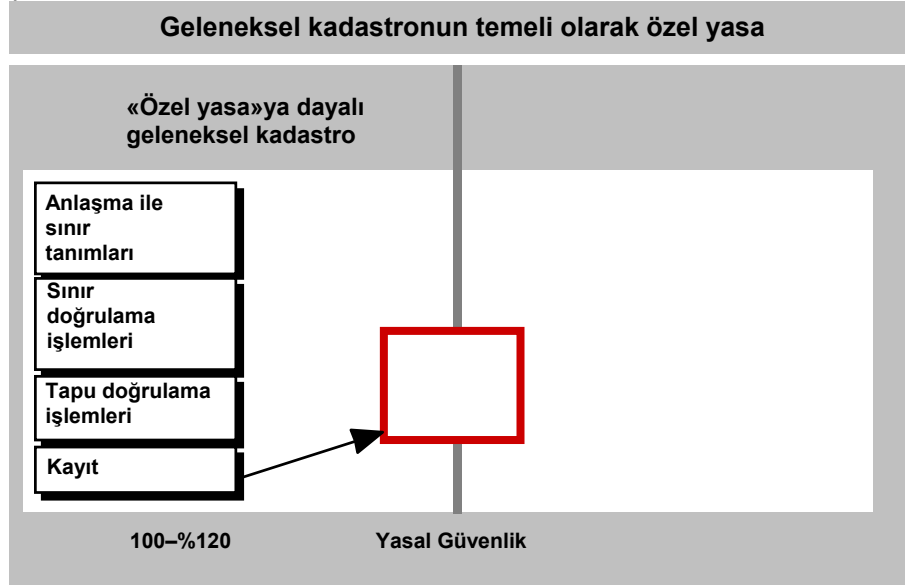 Geleneksel kadastronun temeli olarak özel yasa
«Özel yasa»ya dayalı
geleneksel kadastro
Anlaşma ile
sınır
tanımları
Sınır
doğrulama
işlemleri
Tapu doğrulama
işlemleri
Kayıt
100–%120
Yasal Güvenlik